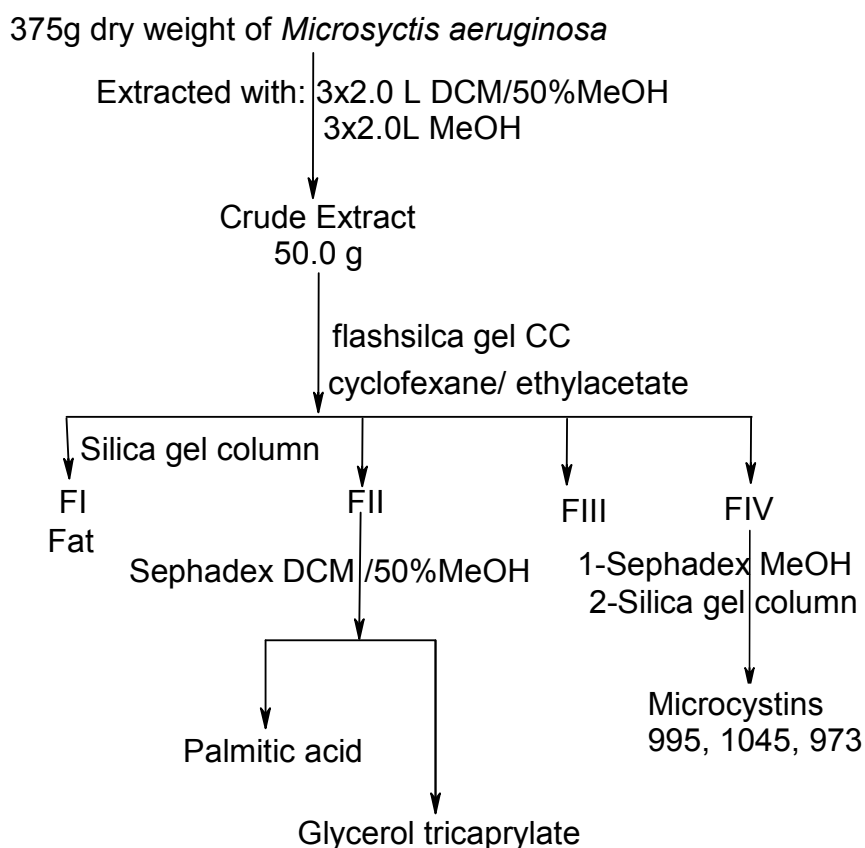 375g dry weight of Microsyctis aeruginosa
Extracted with: 3x2.0 L DCM/50%MeOH
3x2.0L MeOH
Crude Extract
50.0 g
flashsilca gel CC
cyclofexane/ ethylacetate
Silica gel column
FI
Fat
FII
FIII
FIV
Sephadex DCM /50%MeOH
1-Sephadex MeOH
2-Silica gel column
Palmitic acid
Microcystins
995, 1045, 973
Glycerol tricaprylate